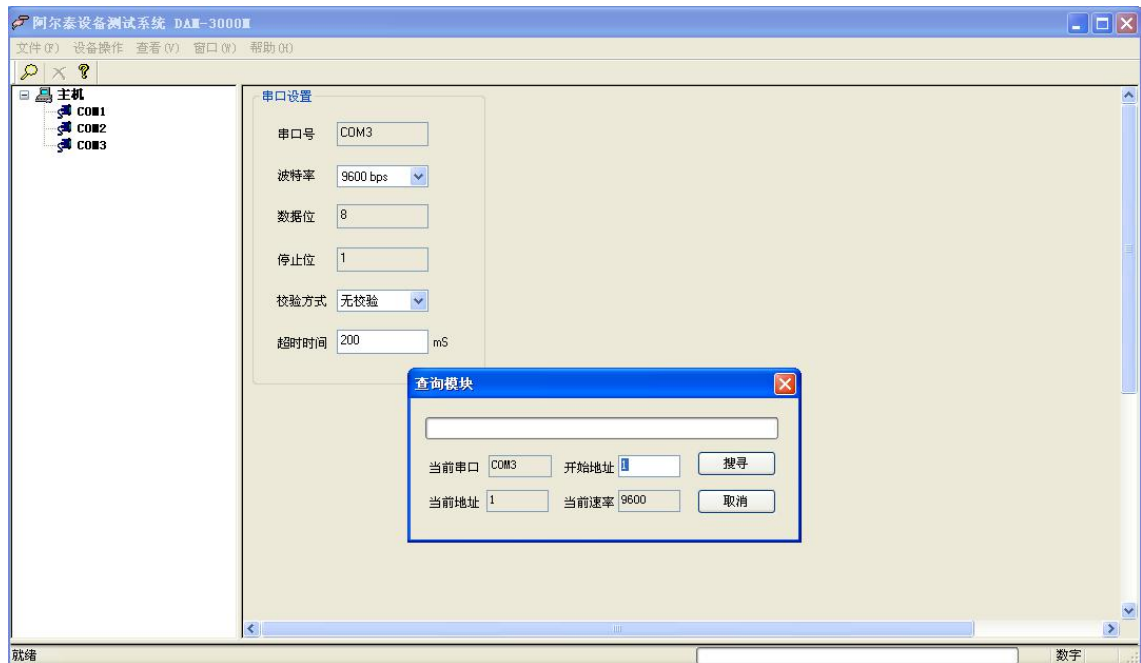 阿尔泰设备测试系统 DAM-3000M
文件(F) 设备操作 查看(V) 窗口(W) 帮助(H)
主机
COM1
COM2
COM3
串口设置
串口号 COM3
波特率 9600 bps
数据位 8
停止位 1
校验方式 无校验
超时时间 200 mS
查询模块
当前串口 COM3 开始地址 1 搜寻
当前地址 1 当前速率 9600 取消
就绪 数字